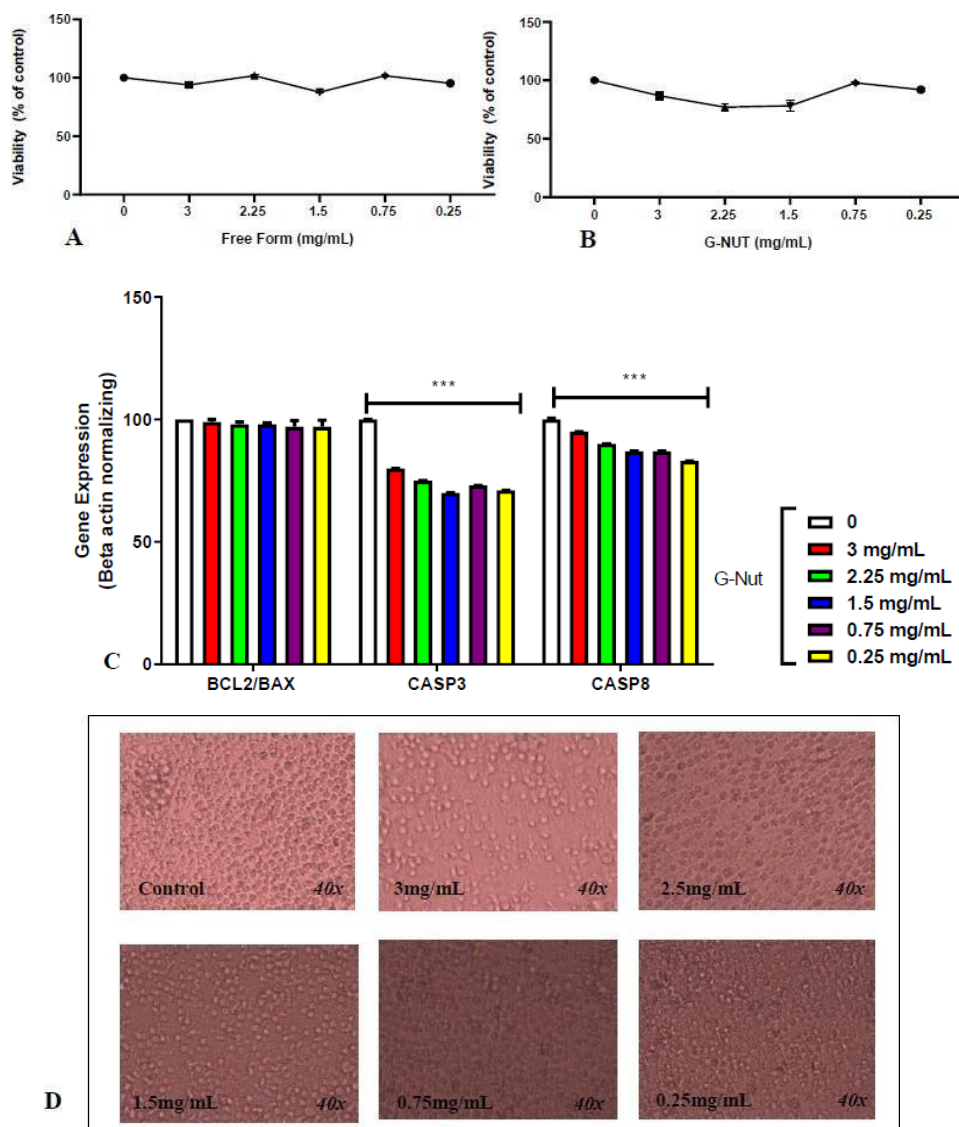 150
100
50
0
Viability (% of control)
0 3 2.25 1.5 0.75 0.25
A
Free Form (mg/mL)
150
100
50
0
Viability (% of control)
0 3 2.25 1.5 0.75 0.25
B
G-NUT (mg/mL)
150
100
50
0
Gene Expression
(Beta actin normalizing)
***
***
C
BCL2/BAX CASP3 CASP8
G-Nut
0
3 mg/mL
2.25 mg/mL
1.5 mg/mL
0.75 mg/mL
0.25 mg/mL
Control 40x
3mg/mL 40x
2.5mg/mL 40x
D
1.5mg/mL 40x
0.75mg/mL 40x
0.25mg/mL 40x